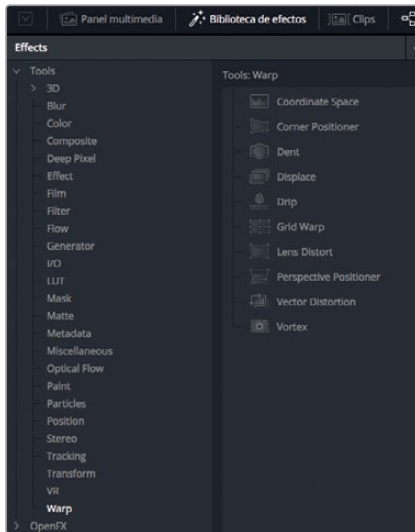 Panel multimedia
Biblioteca de efectos
Clips
Effects
Tools
3D
Blur
Color
Composite
Deep Pixel
Effect
Film
Filter
Flow
Generator
I/O
LUT
Mask
Matte
Metadata
Miscellaneous
Optical Flow
Paint
Particles
Position
Stereo
Tracking
Transform
VR
Warp
OpenFX
Tools: Warp
Coordinate Space
Corner Positioner
Dent
Displace
Drip
Grid Warp
Lens Distort
Perspective Positioner
Vector Distortion
Vortex